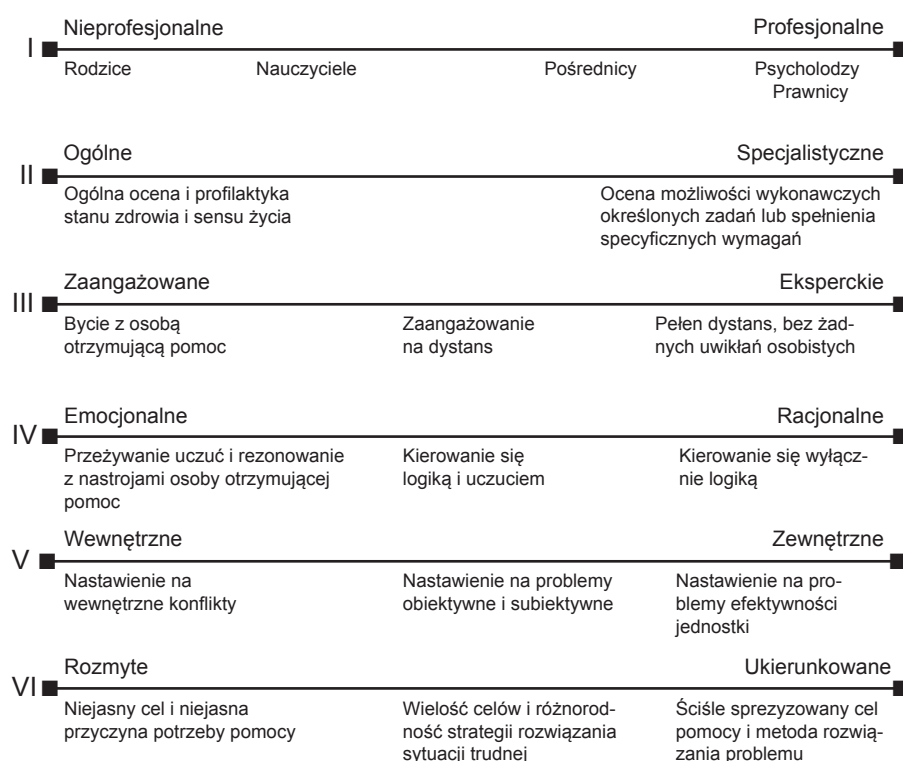 Nieprofesjonalne Profesjonalne
I
Rodzice Nauczyciele Pośrednicy Psycholodzy
Prawnicy
Ogólne Specjalistyczne
II
Ogólna ocena i profilaktyka Ocena możliwości wykonawczych
stanu zdrowia i sensu życia określonych zadań lub spełnienia
specyficznych wymagań
Zaangażowane Eksperckie
III
Bycie z osobą Zaangażowanie Pełen dystans, bez żad-
otrzymującą pomoc na dystans nych uwikłań osobistych
Emocjonalne Racjonalne
IV
Przeżywanie uczuć i rezonowanie Kierowanie się Kierowanie się wyłącz-
z nastrojami osoby otrzymującej logiką i uczuciem nie logiką
pomoc
Wewnętrzne Zewnętrzne
V
Nastawienie na Nastawienie na problemy Nastawienie na pro-
wewnętrzne konflikty obiektywne i subiektywne blemy efektywności
jednostki
Rozmyte Ukierunkowane
VI
Niejasny cel i niejasna Wielość celów i różnorod- Ściśle sprezyzowany cel
przyczyna potrzeby pomocy ność strategii rozwiązania pomocy i metoda rozwią-
sytuacji trudnej zania problemu